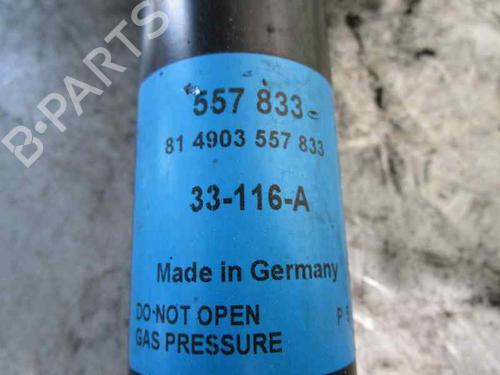 557 833
81 4903 557 833
33-116-A
Made in Germany
DO NOT OPEN
GAS PRESSURE
B-PARTS